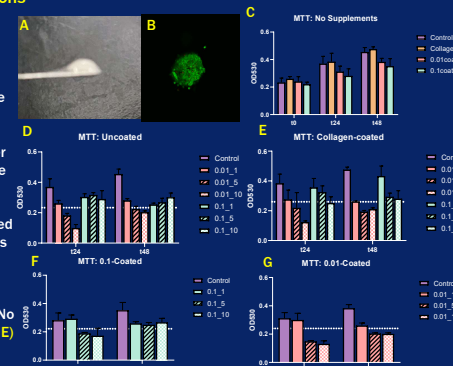 A
B
C
MTT: No Supplements
OD530
0.6
0.4
0.2
0.0
t0
t24
t48
Control
Collage
0.01coat
0.1coat
D
MTT: Uncoated
OD530
0.6
0.4
0.2
0.0
t24
t48
Control
0.01_1
0.01_5
0.01_10
0.1_1
0.1_5
0.1_10
E
MTT: Collagen-coated
OD530
0.6
0.4
0.2
0.0
t24
t48
F
MTT: 0.1-Coated
OD530
0.6
0.4
0.2
0.0
Control
0.1_1
0.1_5
0.1_10
G
MTT: 0.01-Coated
OD530
0.6
0.4
0.2
0.0
Control
0.01_1
0.01_5
No
E)